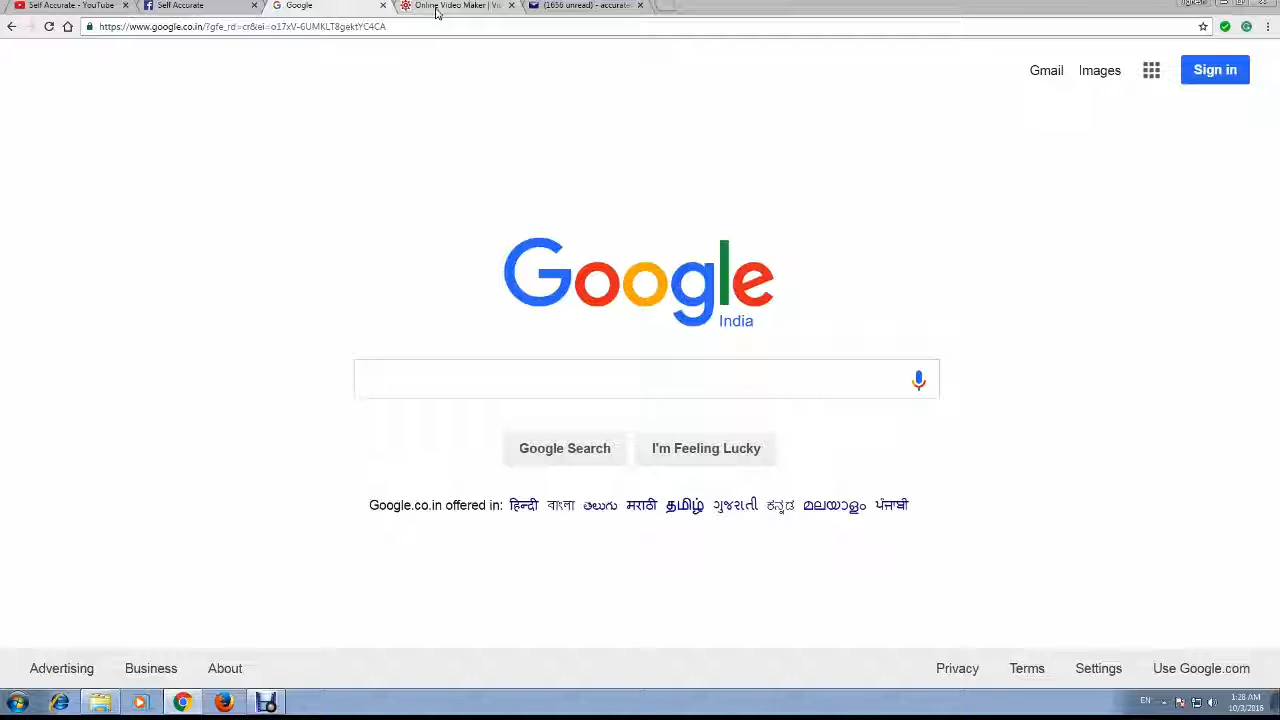 Self Accurate - YouTube
Self Accurate
Google
Online Video Maker | Vi
(1656 unread) - accurate
https://www.google.co.in/?gfe_rd=cr&ei=o17xV-6UMKLT8gektYC4CA
Gmail Images
Sign in
Google
India
Google Search I'm Feeling Lucky
Google.co.in offered in: हिन्दी বাংলা తెలుగు मराठी தமிழ் ગુજરાતી ಕನ್ನಡ മലയാളം ਪੰਜਾਬੀ
Advertising Business About
Privacy Terms Settings Use Google.com
EN
1:28 AM
10/3/2016